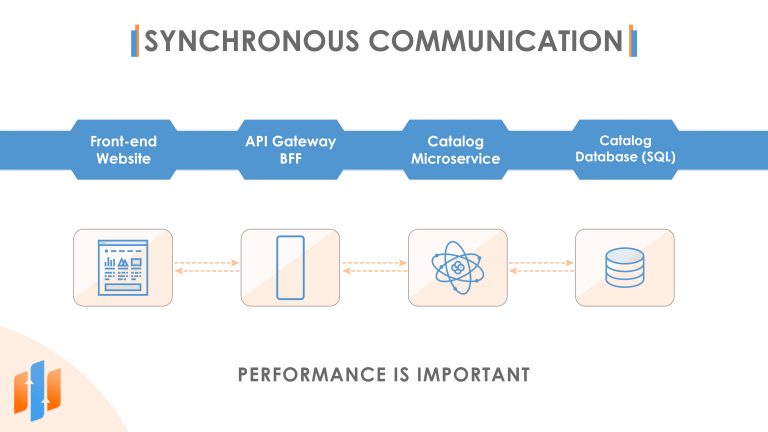 SYNCHRONOUS COMMUNICATION
Front-end
Website
API Gateway
BFF
Catalog
Microservice
Catalog
Database (SQL)
PERFORMANCE IS IMPORTANT